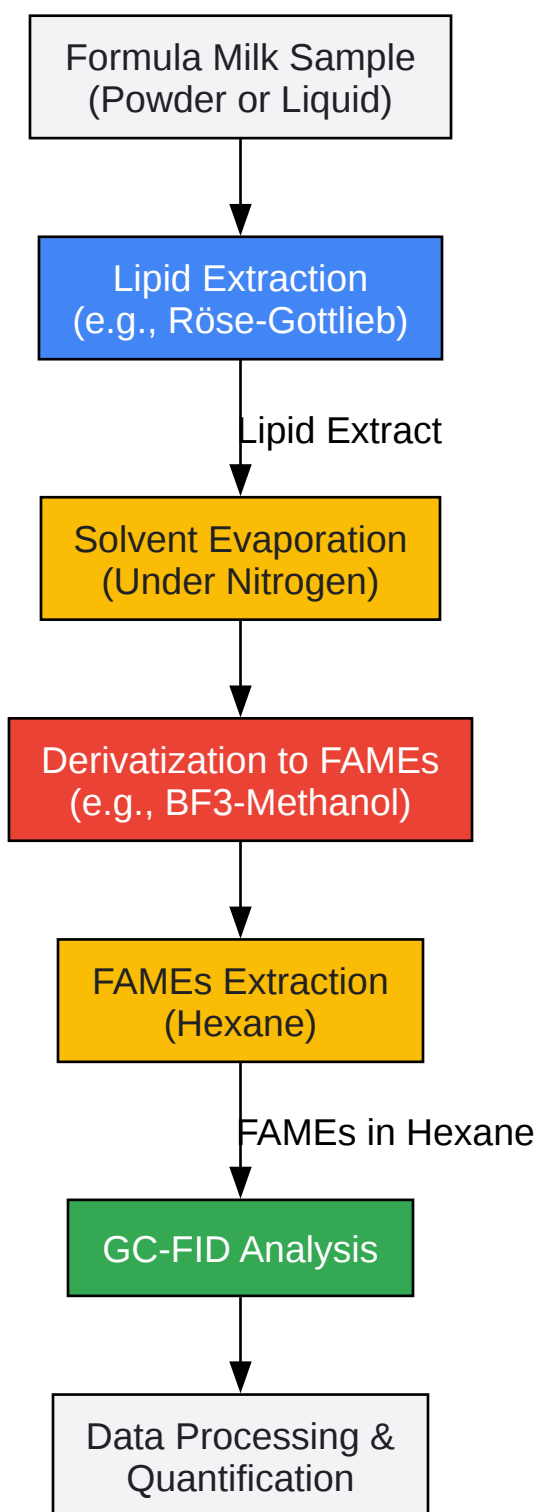 Formula Milk Sample
(Powder or Liquid)
Lipid Extraction
(e.g., Röse-Gottlieb)
Lipid Extract
Solvent Evaporation
(Under Nitrogen)
Derivatization to FAMEs
(e.g., BF3-Methanol)
FAMEs Extraction
(Hexane)
FAMEs in Hexane
GC-FID Analysis
Data Processing &
Quantification